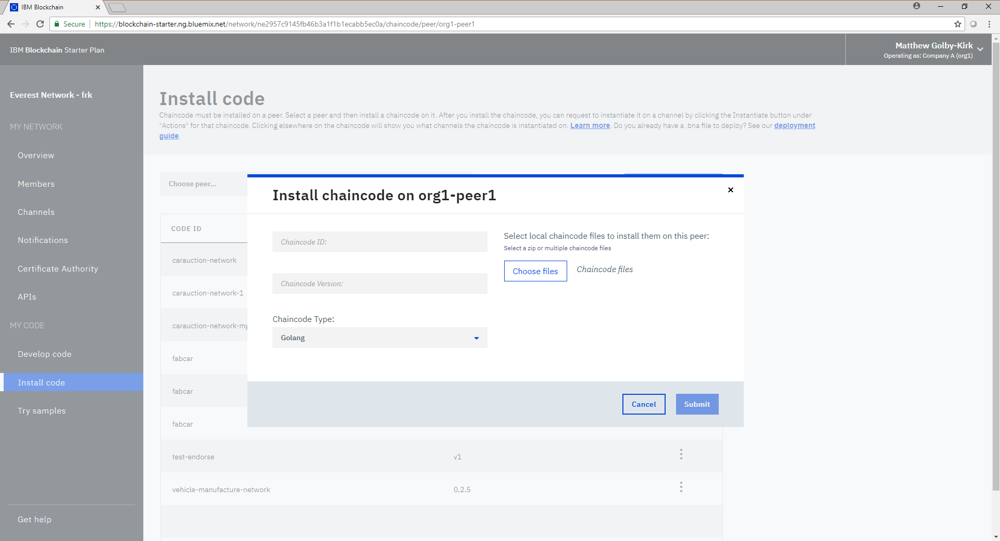 IBM Blockchain
Secure
https://blockchain-starter.ng.bluemix.net/network/ne2957c9145fb46b3a1f1b1ecabb5ec0a/chaincode/peer/org1-peer1
IBM Blockchain Starter Plan
Matthew Golby-Kirk
Operating as: Company A (org1)
Everest Network - frk
MY NETWORK
Overview
Members
Channels
Notifications
Certificate Authority
APIs
MY CODE
Develop code
Install code
Try samples
Get help
Install code
Chaincode must be installed on a peer. Select a peer and then install a chaincode on it. After you install the chaincode, you can request to instantiate it on a channel by clicking the Instantiate button under
"Actions" for that chaincode. Clicking elsewhere on the chaincode will show you what channels the chaincode is instantiated on. Learn more. Do you already have a .bna file to deploy? See our deployment
guide.
Choose peer...
CODE ID
carauction-network
carauction-network-1
carauction-network-mg
fabcar
fabcar
fabcar
test-endorse v1
vehicle-manufacture-network 0.2.5
Install chaincode on org1-peer1
Chaincode ID:
Chaincode Version:
Chaincode Type:
Golang
Select local chaincode files to install them on this peer:
Select a zip or multiple chaincode files
Choose files Chaincode files
Cancel Submit